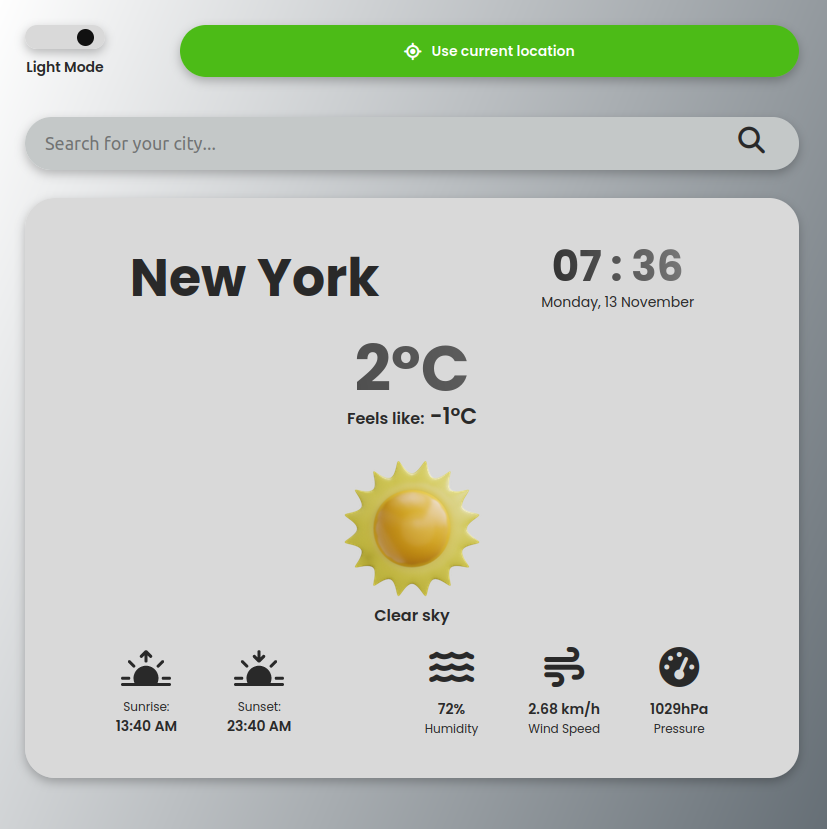 Light Mode
Use current location
Search for your city...
New York
07 : 36
Monday, 13 November
2°C
Feels like: -1°C
Clear sky
Sunrise:
13:40 AM
Sunset:
23:40 AM
72%
Humidity
2.68 km/h
Wind Speed
1029hPa
Pressure